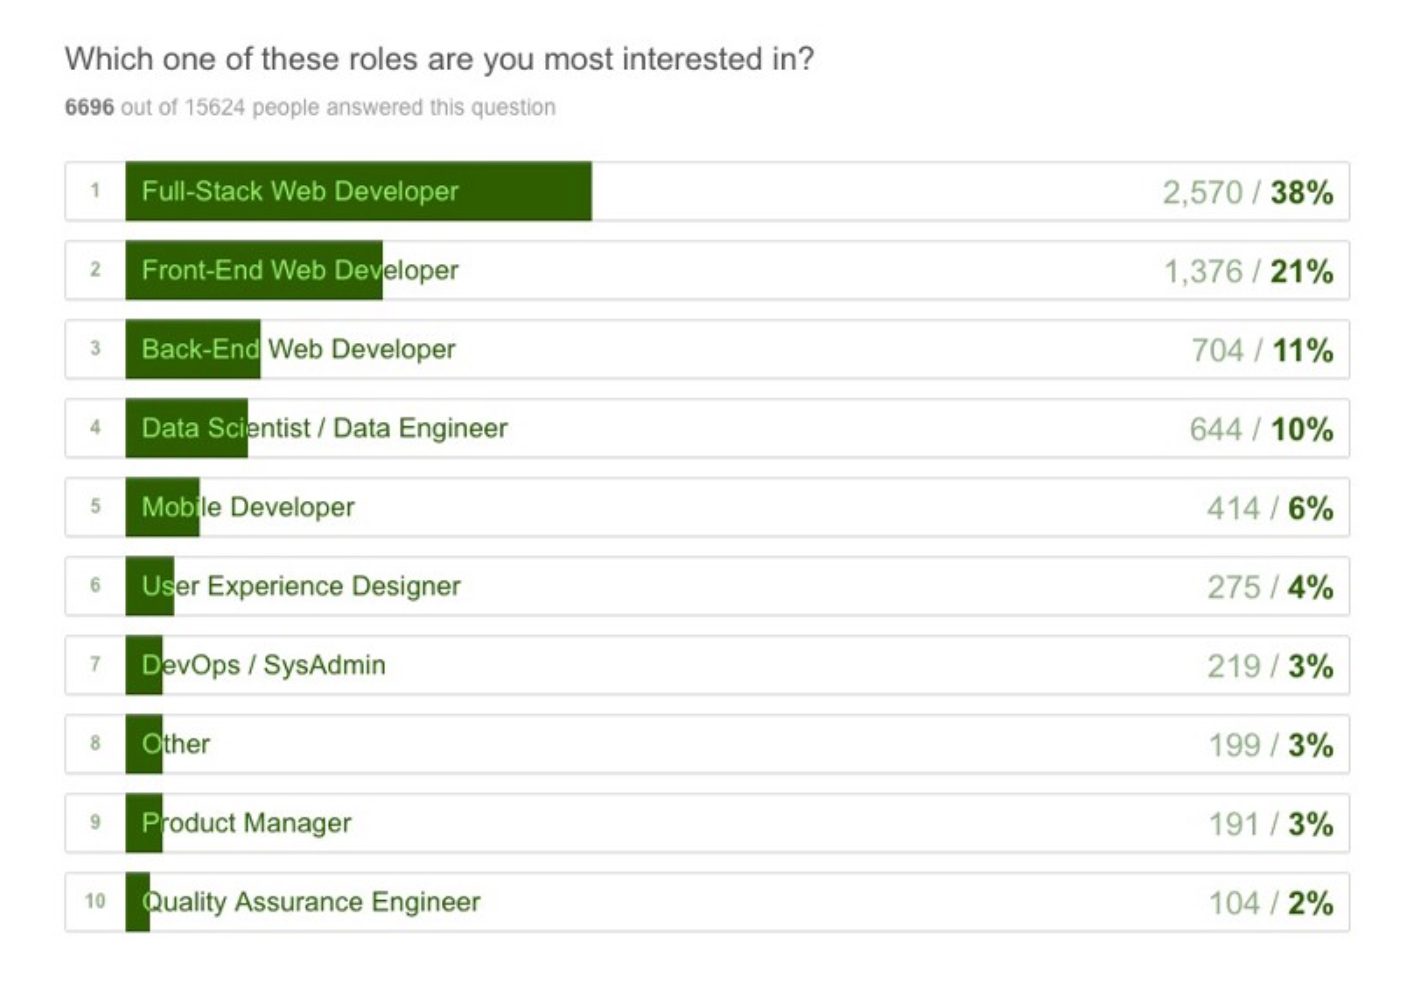 Which one of these roles are you most interested in?
6696 out of 15624 people answered this question
1 Full-Stack Web Developer 2,570 / 38%
2 Front-End Web Developer 1,376 / 21%
3 Back-End Web Developer 704 / 11%
4 Data Scientist / Data Engineer 644 / 10%
5 Mobile Developer 414 / 6%
6 User Experience Designer 275 / 4%
7 DevOps / SysAdmin 219 / 3%
8 Other 199 / 3%
9 Product Manager 191 / 3%
10 Quality Assurance Engineer 104 / 2%